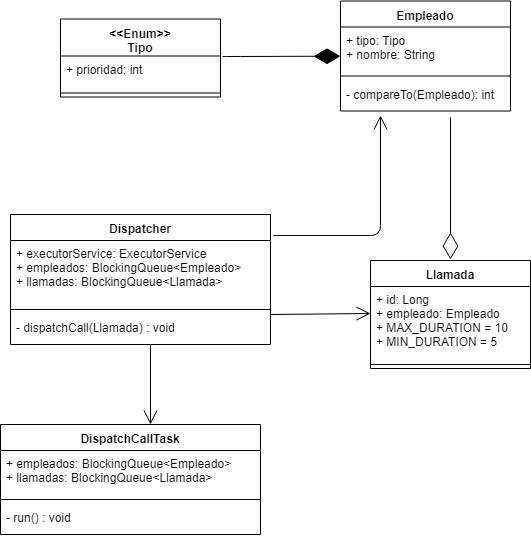 <<Enum>>
Tipo
+ prioridad: int
Empleado
+ tipo: Tipo
+ nombre: String
- compareTo(Empleado): int
Dispatcher
+ executorService: ExecutorService
+ empleados: BlockingQueue<Empleado>
+ llamadas: BlockingQueue<Llamada>
- dispatchCall(Llamada) : void
Llamada
+ id: Long
+ empleado: Empleado
+ MAX_DURATION = 10
+ MIN_DURATION = 5
DispatchCallTask
+ empleados: BlockingQueue<Empleado>
+ llamadas: BlockingQueue<Llamada>
- run() : void